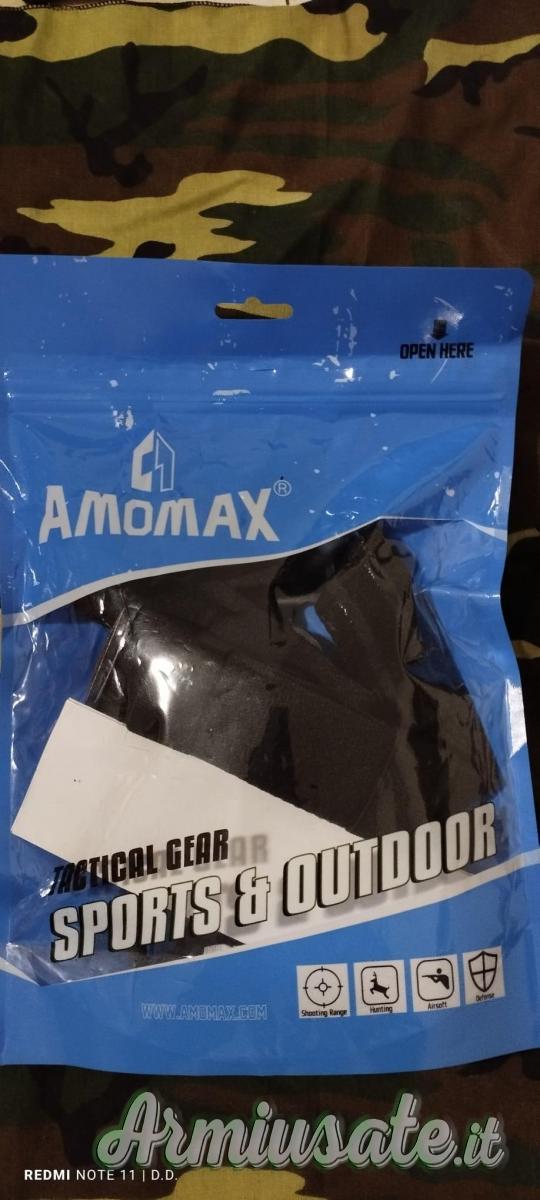 OPEN HERE
AMOMAX®
TACTICAL GEAR
SPORTS & OUTDOOR
WWW.AMOMAX.COM
Shooting Range
Hunting
Airsoft
Defense
Armiusate.it
REDMI NOTE 11 | D.D.